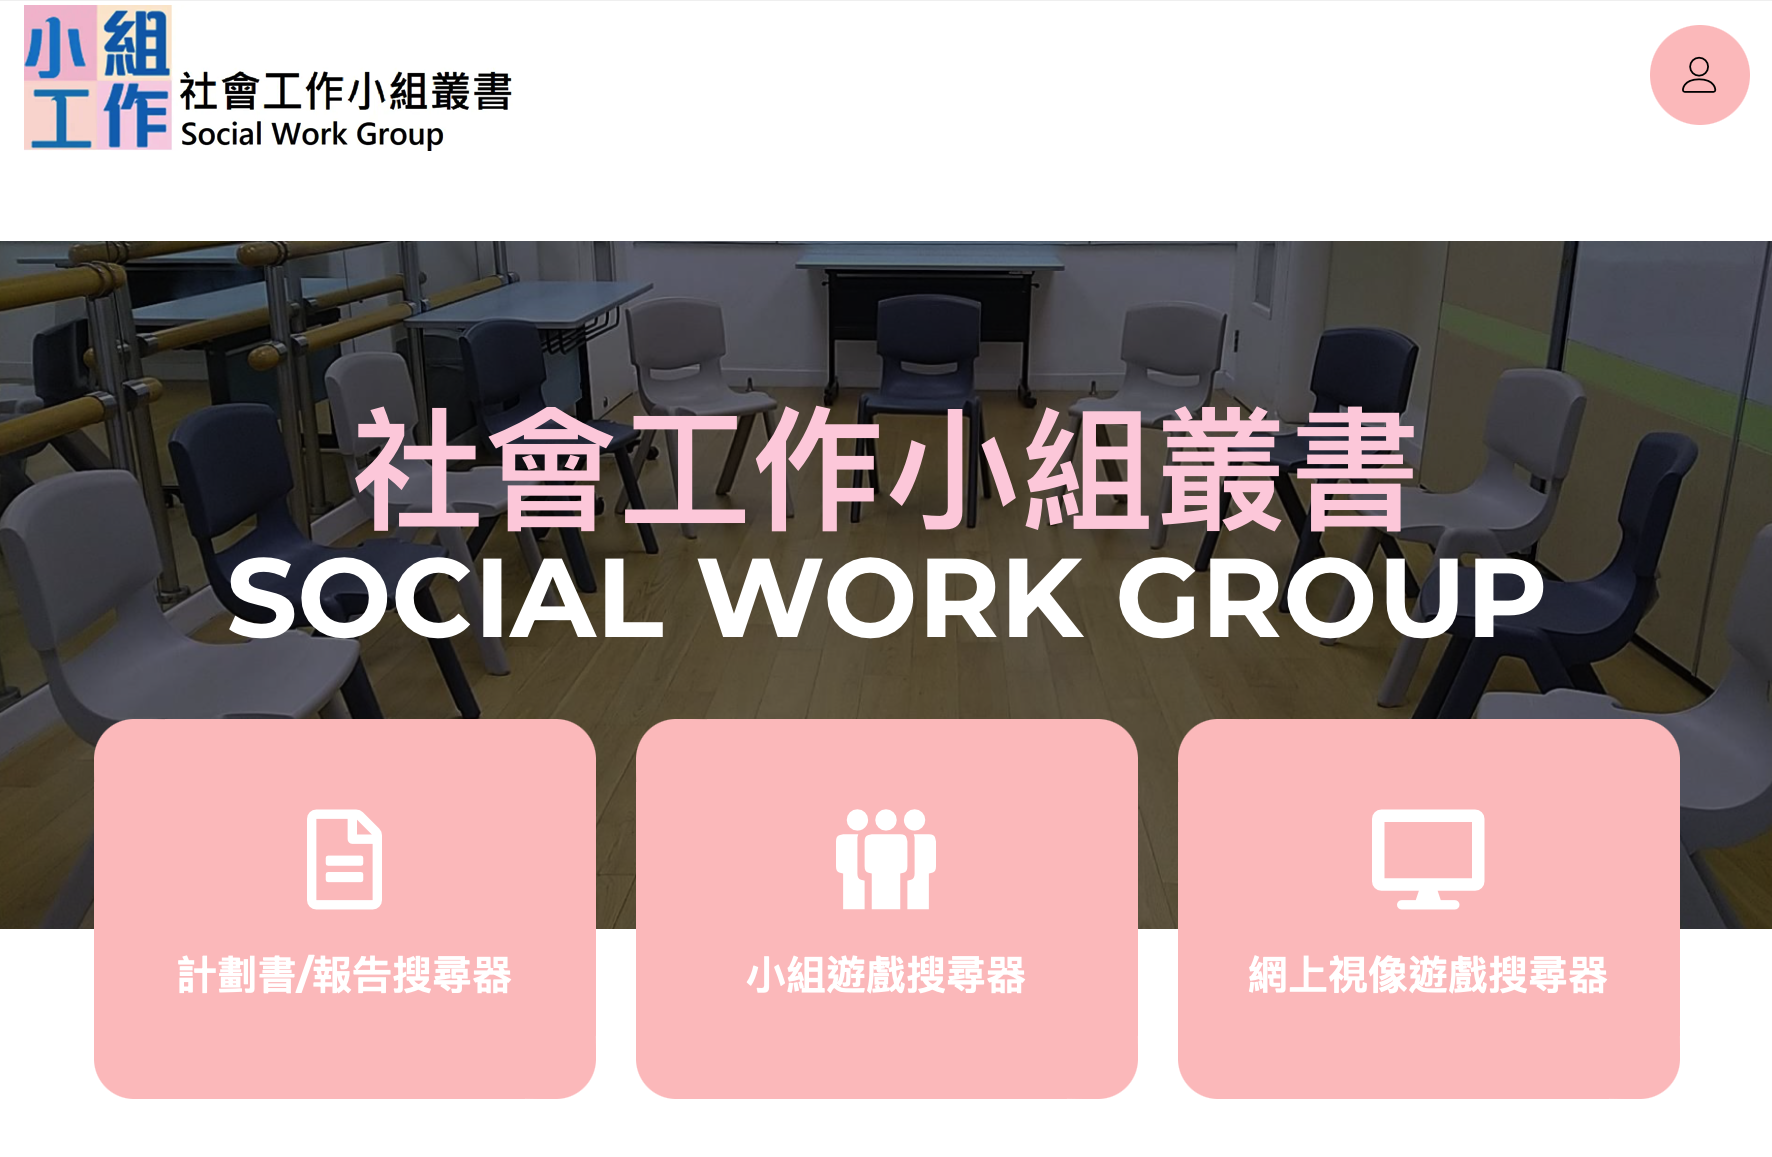 小組
工作
社會工作小組叢書
Social Work Group
社會工作小組叢書
SOCIAL WORK GROUP
計劃書/報告搜尋器
小組遊戲搜尋器
網上視像遊戲搜尋器